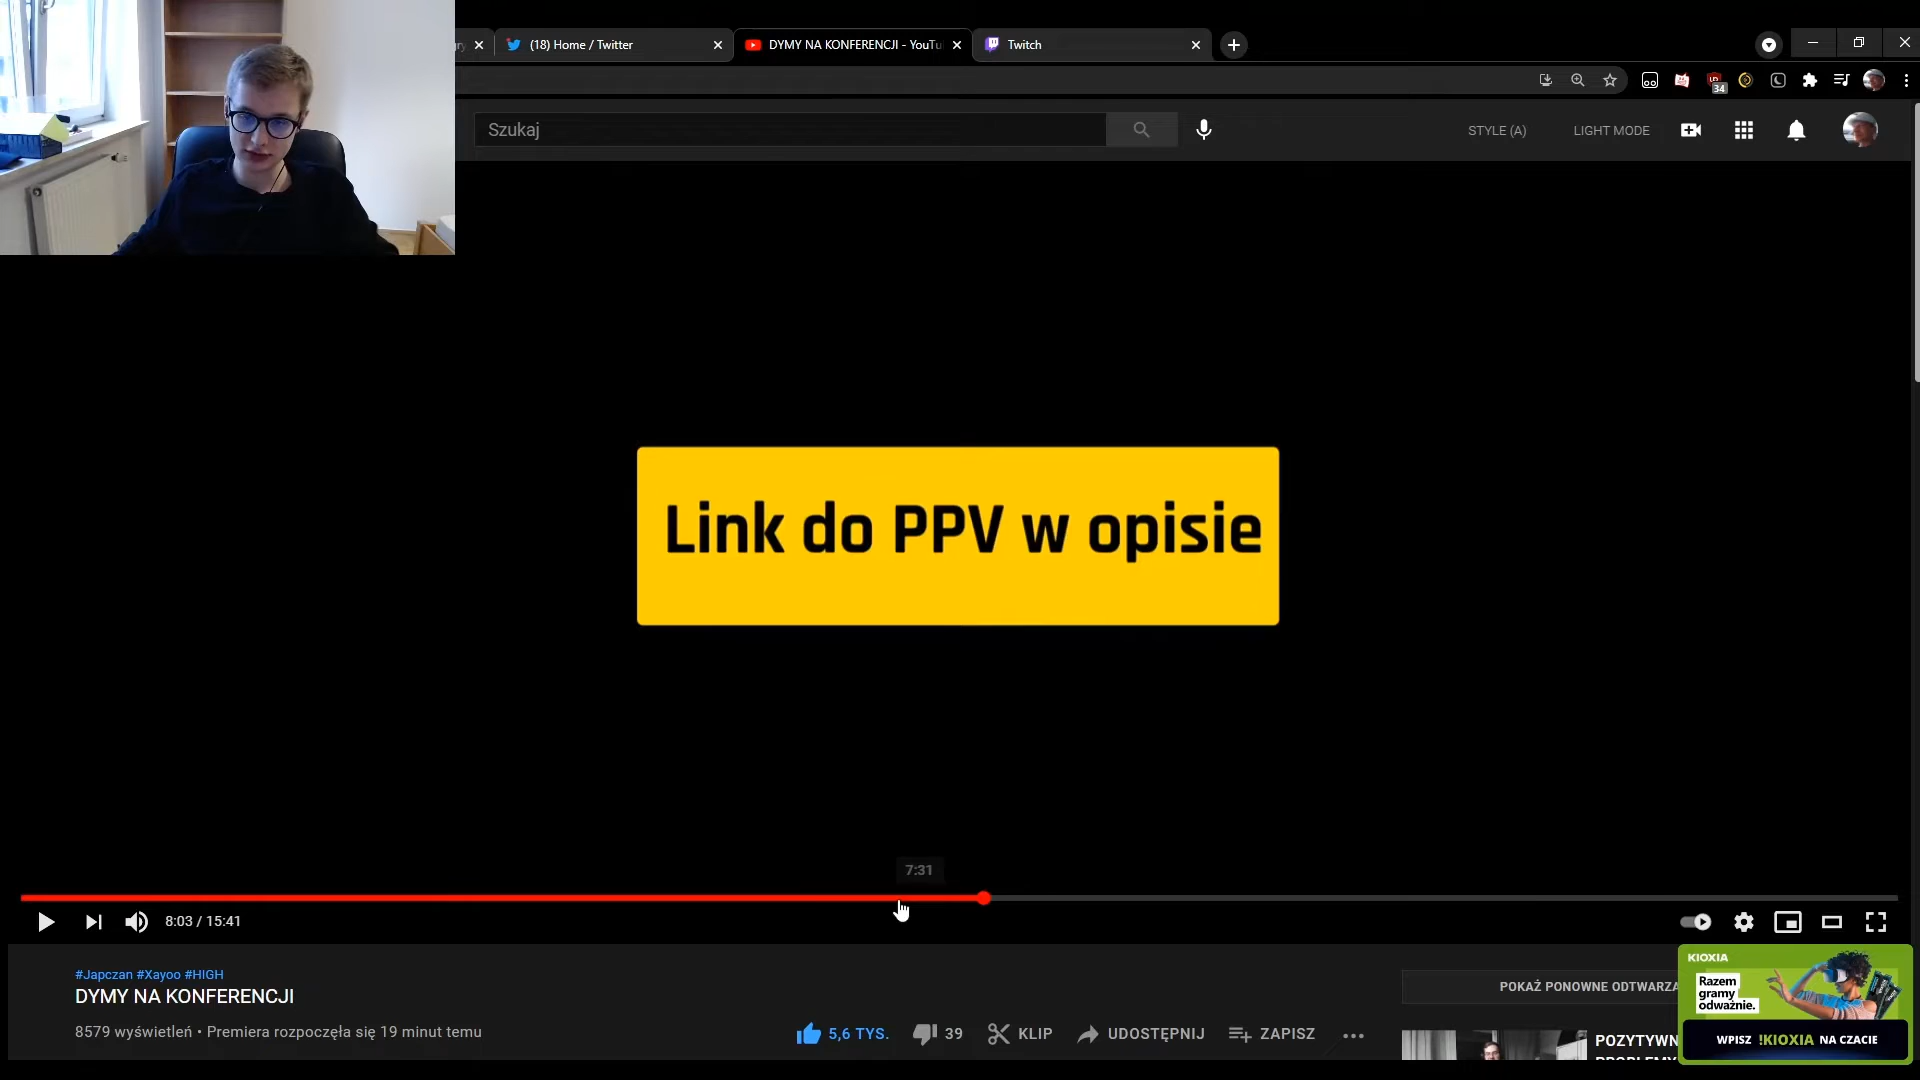 (18) Home / Twitter
DYMY NA KONFERENCJI - YouTu
Twitch
34
Szukaj
STYLE (A)
LIGHT MODE
Link do PPV w opisie
7:31
8:03 / 15:41
#Japczan #Xayoo #HIGH
DYMY NA KONFERENCJI
8579 wyświetleń • Premiera rozpoczęła się 19 minut temu
5,6 TYS.
39
KLIP
UDOSTĘPNIJ
ZAPISZ
POKAŻ PONOWNE ODTWARZA
POZYTYWN
PROBLEMY
KIOXIA
Razem
gramy
odważnie.
WPISZ !KIOXIA NA CZACIE